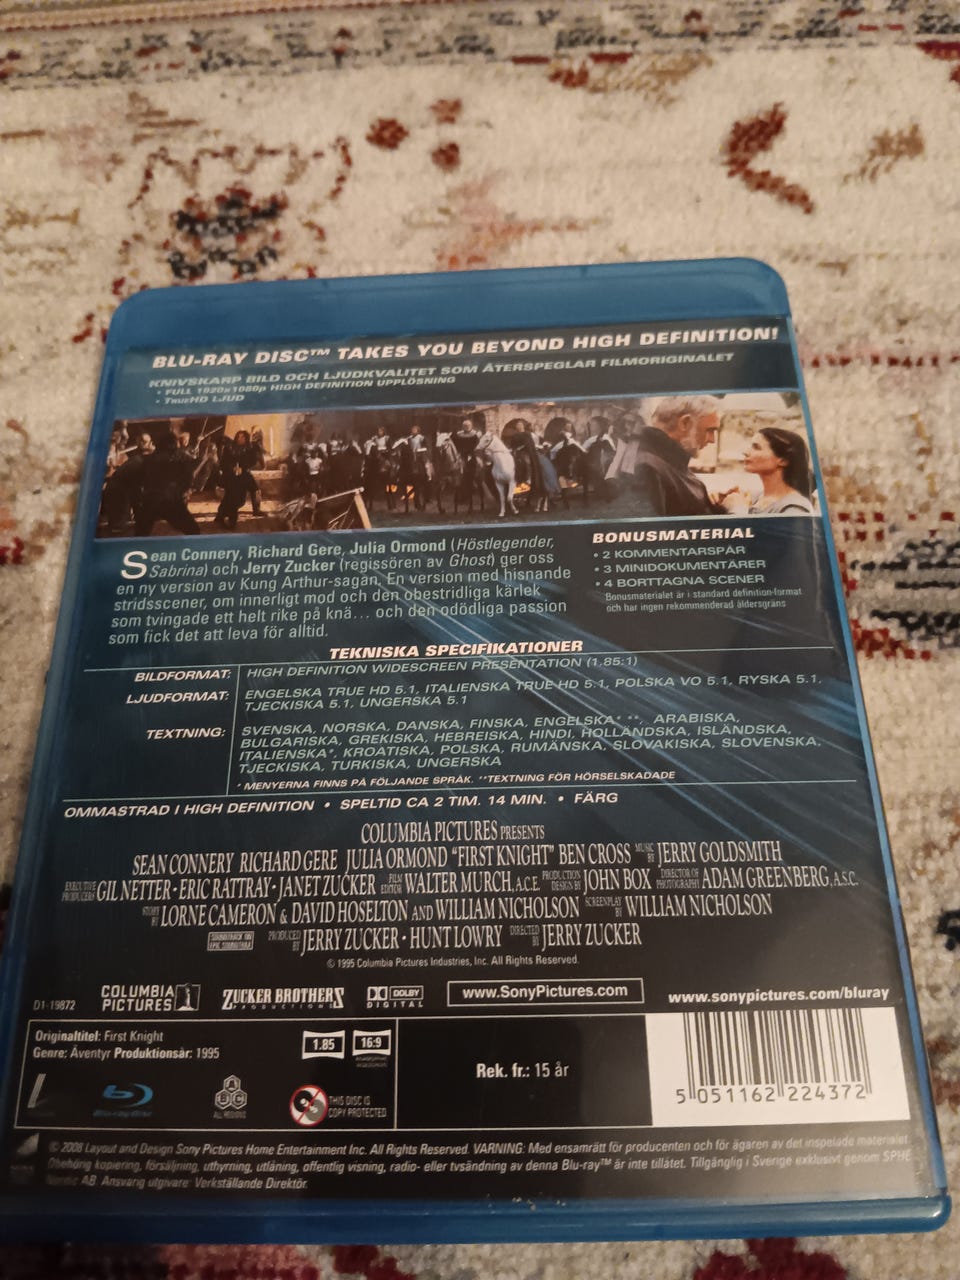 BLU-RAY DISC™ TAKES YOU BEYOND HIGH DEFINITION!
KNIVSKARP BILD OCH LJUDKVALITET SOM ÅTERSPEGLAR FILMORIGINALET
• FULL 1920x1080p HIGH DEFINITION UPPLÖSNING
• TRUEHD LJUD
Sean Connery, Richard Gere, Julia Ormond (Höstlegender,
Sabrina) och Jerry Zucker (regissören av Ghost) ger oss
en ny version av Kung Arthur-sagan. En version med hisnande
stridsscener, om innerligt mod och den obestridliga kärlek
som tvingade ett helt rike på knä... och den odödliga passion
som fick det att leva för alltid.
BONUSMATERIAL
• 2 KOMMENTARSPÅR
• 3 MINIDOKUMENTÄRER
• 4 BORTTAGNA SCENER
Bonusmaterialet är i standard definition-format
och har ingen rekommenderad åldersgräns
TEKNISKA SPECIFIKATIONER
BILDFORMAT: HIGH DEFINITION WIDESCREEN PRESENTATION (1.85:1)
LJUDFORMAT: ENGELSKA TRUE HD 5.1, ITALIENSKA TRUE HD 5.1, POLSKA VO 5.1, RYSKA 5.1,
TJECKISKA 5.1, UNGERSKA 5.1
TEXTNING: SVENSKA, NORSKA, DANSKA, FINSKA, ENGELSKA* **, ARABISKA,
BULGARISKA, GREKISKA, HEBREISKA, HINDI, HOLLÄNDSKA, ISLÄNDSKA,
ITALIENSKA*, KROATISKA, POLSKA, RUMÄNSKA, SLOVAKISKA, SLOVENSKA,
TJECKISKA, TURKISKA, UNGERSKA
* MENYERNA FINNS PÅ FÖLJANDE SPRÅK. **TEXTNING FÖR HÖRSELSKADADE
OMMASTRAD I HIGH DEFINITION • SPELTID CA 2 TIM. 14 MIN. • FÄRG
COLUMBIA PICTURES PRESENTS
SEAN CONNERY RICHARD GERE JULIA ORMOND "FIRST KNIGHT" BEN CROSS MUSIC BY JERRY GOLDSMITH
EXECUTIVE PRODUCERS GIL NETTER • ERIC RATTRAY • JANET ZUCKER FILM EDITOR WALTER MURCH, A.C.E. PRODUCTION DESIGN BY JOHN BOX DIRECTOR OF PHOTOGRAPHY ADAM GREENBERG, A.S.C.
STORY BY LORNE CAMERON & DAVID HOSELTON AND WILLIAM NICHOLSON SCREENPLAY BY WILLIAM NICHOLSON
SOUNDTRACK ON EPIC SOUNDTRAX PRODUCED BY JERRY ZUCKER • HUNT LOWRY DIRECTED BY JERRY ZUCKER
© 1995 Columbia Pictures Industries, Inc. All Rights Reserved.
D1-19872
COLUMBIA PICTURES
ZUCKER BROTHERS PRODUCTIONS
DOLBY DIGITAL
www.SonyPictures.com
www.sonypictures.com/bluray
Originaltitel: First Knight
Genre: Äventyr Produktionsår: 1995
1.85
16:9
Blu-ray Disc
ABC
ALL REGIONS
THIS DISC IS
COPY PROTECTED
Rek. fr.: 15 år
5 051162 224372
© 2008 Layout and Design Sony Pictures Home Entertainment Inc. All Rights Reserved. VARNING: Med ensamrätt för producenten och för ägaren av det inspelade materialet.
Obehörig kopiering, försäljning, uthyrning, utlåning, offentlig visning, radio- eller tvsändning av denna Blu-ray™ är inte tillåtet. Tillgänglig i Sverige exklusivt genom SPHE
Nordic AB. Ansvarig utgivare: Verkställande Direktör.